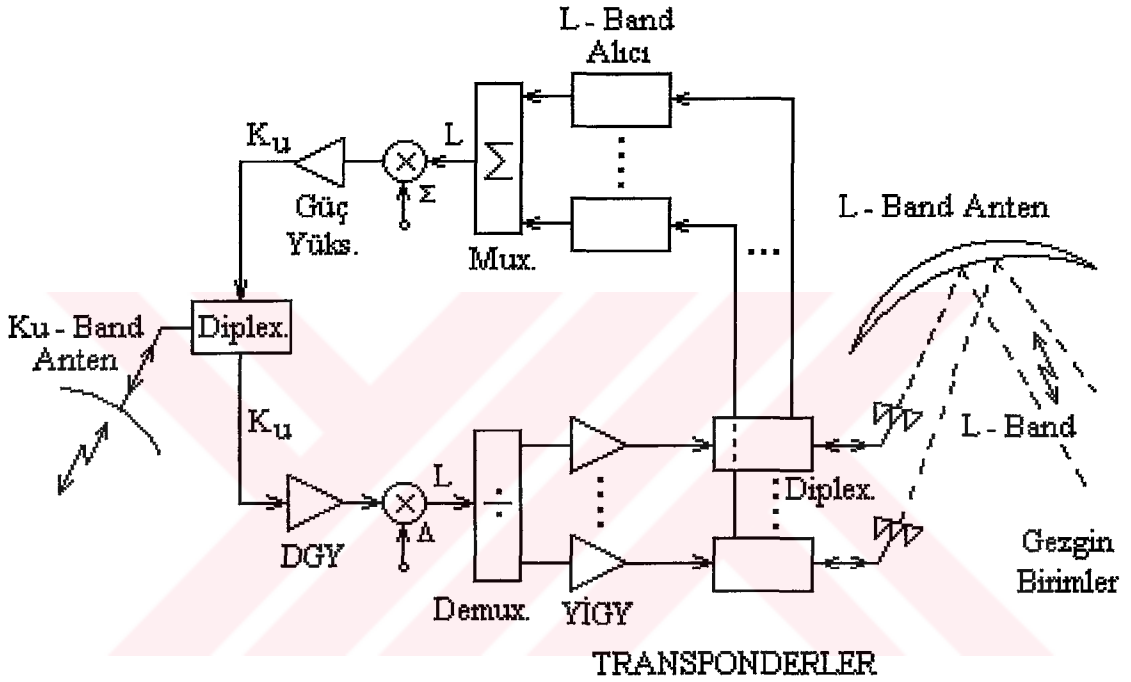 L - Band
Alıcı
Ku
L
Σ
Σ
Güç
Yüks.
Mux.
L - Band Anten
...
Ku - Band
Anten
Diplex.
Ku
L
÷
Δ
L - Band
Diplex.
DGY
Demux.
YİGY
Gezgin
Birimler
TRANSPONDERLER